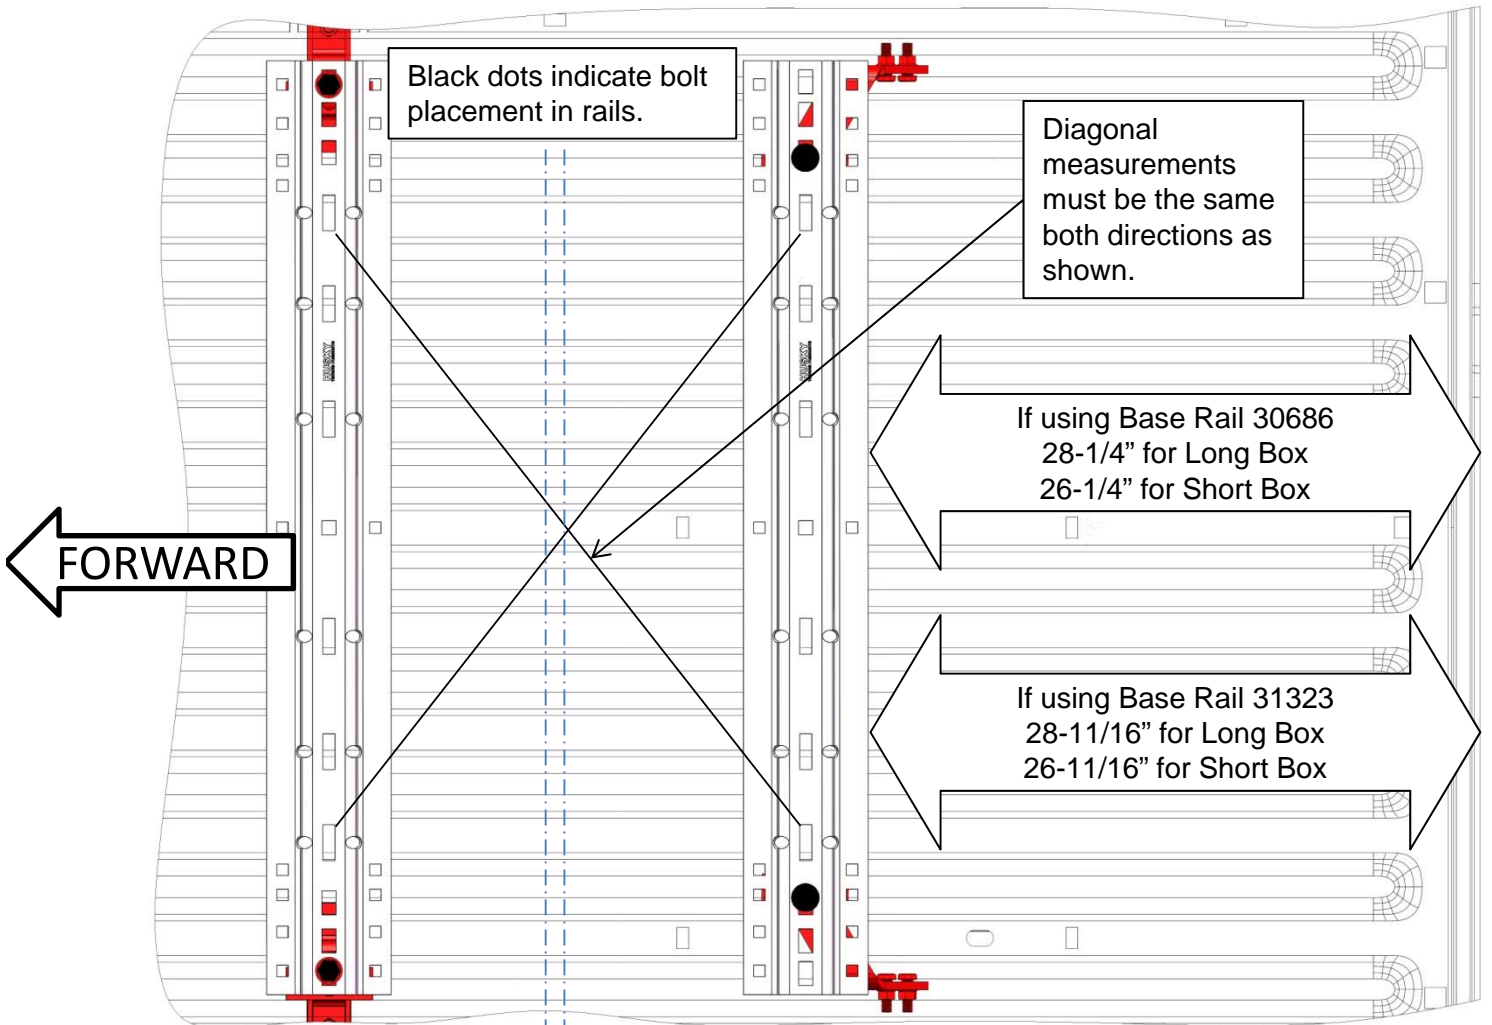 Black dots indicate bolt
placement in rails.
Diagonal
measurements
must be the same
both directions as
shown.
HUSKY
HUSKY
If using Base Rail 30686
28-1/4” for Long Box
26-1/4” for Short Box
FORWARD
If using Base Rail 31323
28-11/16” for Long Box
26-11/16” for Short Box